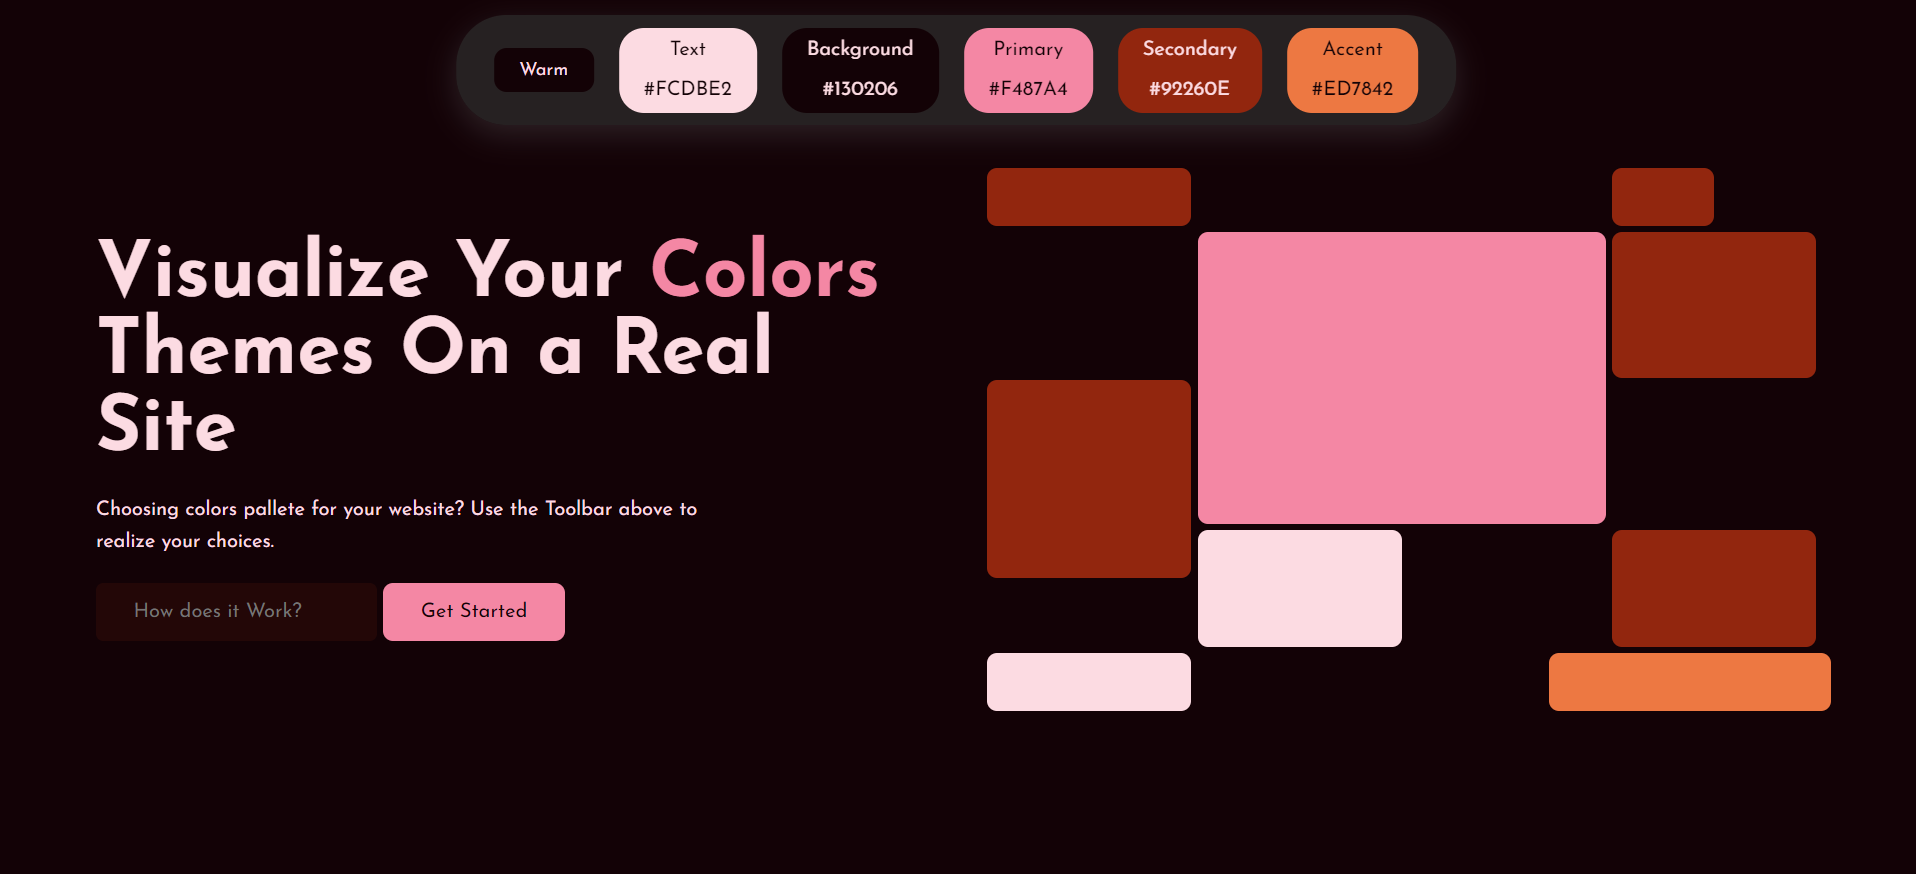 Warm
Text
#FCDBE2
Background
#130206
Primary
#F487A4
Secondary
#92260E
Accent
#ED7842
Visualize Your Colors
Themes On a Real
Site
Choosing colors pallete for your website? Use the Toolbar above to
realize your choices.
How does it Work?
Get Started